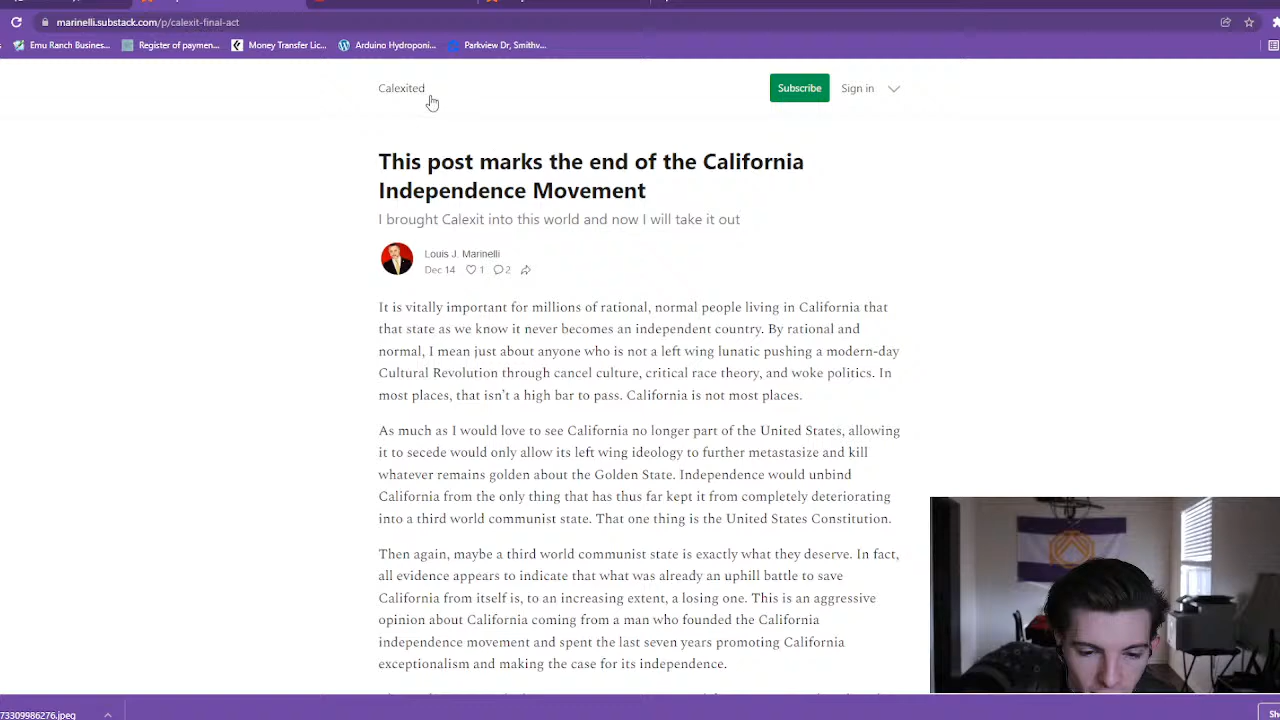 marinelli.substack.com/p/calexit-final-act
Emu Ranch Busines... Register of paymen... Money Transfer Lic... Arduino Hydroponi... Parkview Dr, Smithv...
Calexited Subscribe Sign in
This post marks the end of the California
Independence Movement
I brought Calexit into this world and now I will take it out
Louis J. Marinelli
Dec 14 1 2
It is vitally important for millions of rational, normal people living in California that
that state as we know it never becomes an independent country. By rational and
normal, I mean just about anyone who is not a left wing lunatic pushing a modern-day
Cultural Revolution through cancel culture, critical race theory, and woke politics. In
most places, that isn't a high bar to pass. California is not most places.
As much as I would love to see California no longer part of the United States, allowing
it to secede would only allow its left wing ideology to further metastasize and kill
whatever remains golden about the Golden State. Independence would unbind
California from the only thing that has thus far kept it from completely deteriorating
into a third world communist state. That one thing is the United States Constitution.
Then again, maybe a third world communist state is exactly what they deserve. In fact,
all evidence appears to indicate that what was already an uphill battle to save
California from itself is, to an increasing extent, a losing one. This is an aggressive
opinion about California coming from a man who founded the California
independence movement and spent the last seven years promoting California
exceptionalism and making the case for its independence.
73309986276.jpeg